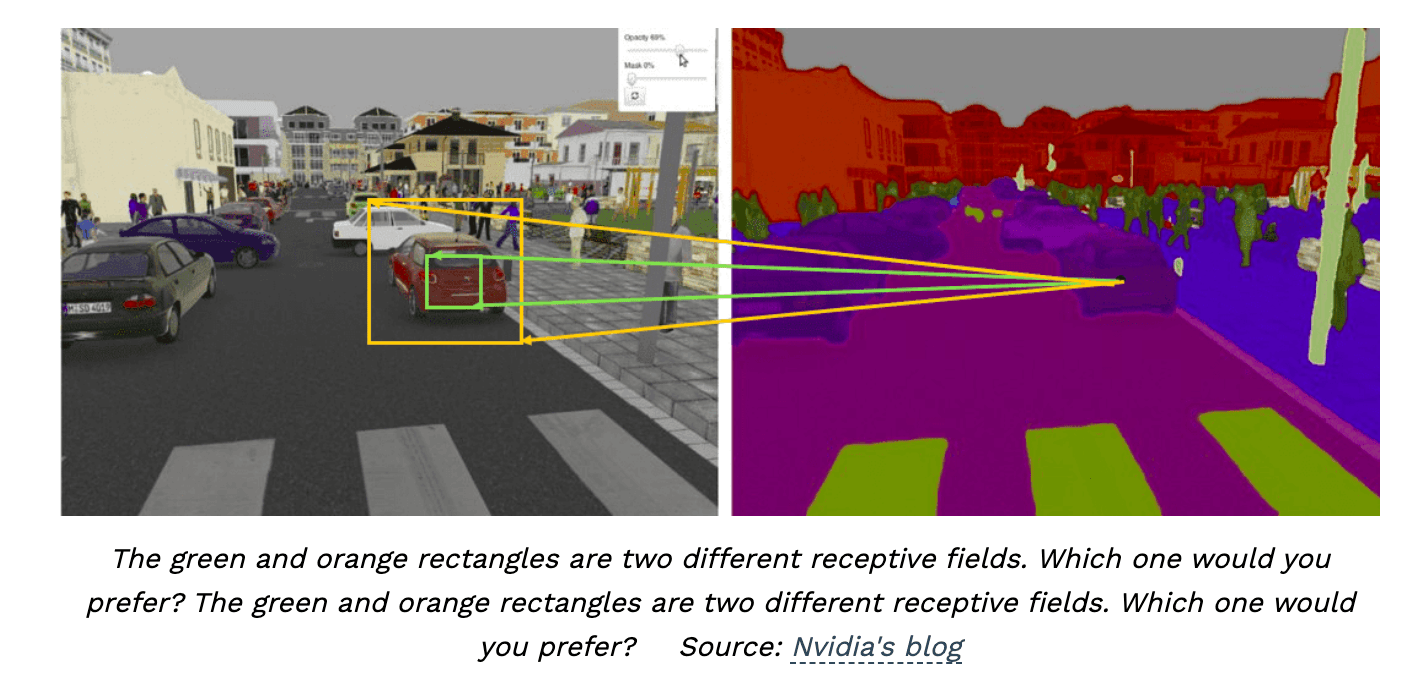 Opacity 69%
Mask 0%
The green and orange rectangles are two different receptive fields. Which one would you
prefer? The green and orange rectangles are two different receptive fields. Which one would
you prefer? Source: Nvidia's blog